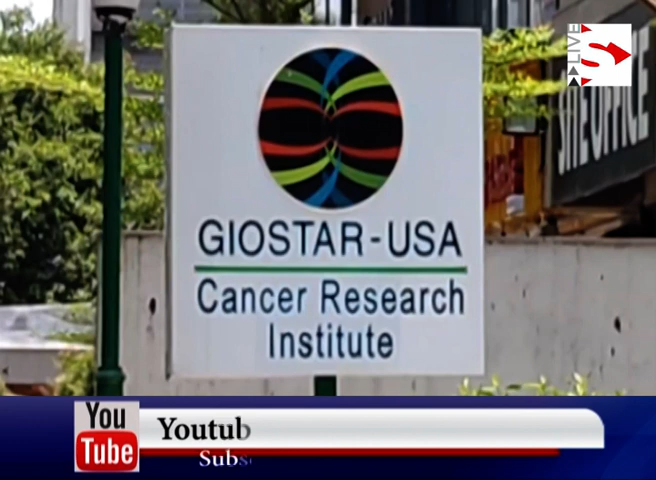 LIVE
S
SITE OFFICE
GIOSTAR-USA
Cancer Research
Institute
You
Tube
Youtub
Subs